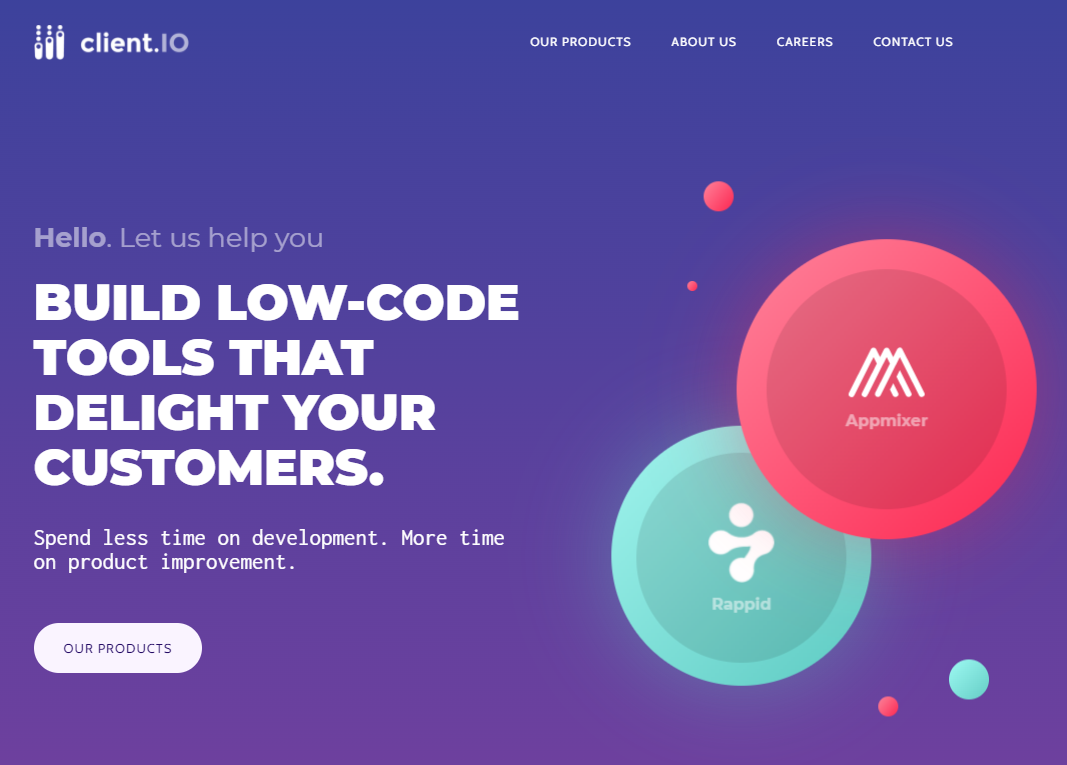 client.IO
OUR PRODUCTS ABOUT US CAREERS CONTACT US
Hello. Let us help you
BUILD LOW-CODE
TOOLS THAT
DELIGHT YOUR
CUSTOMERS.
Spend less time on development. More time
on product improvement.
OUR PRODUCTS
Appmixer
Rappid